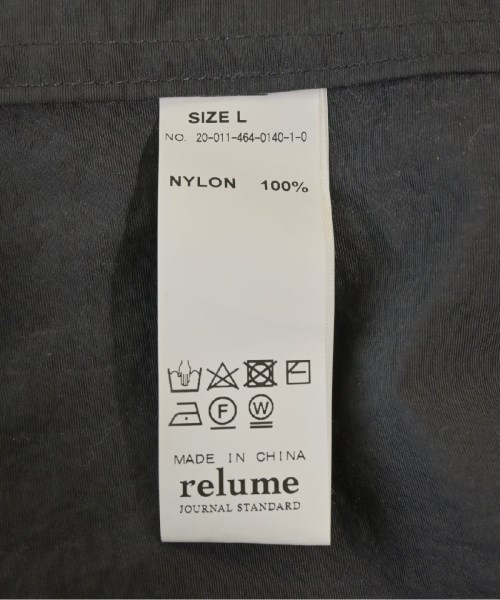 SIZE L
NO. 20-011-464-0140-1-0
NYLON 100%
F W
MADE IN CHINA
relume
JOURNAL STANDARD